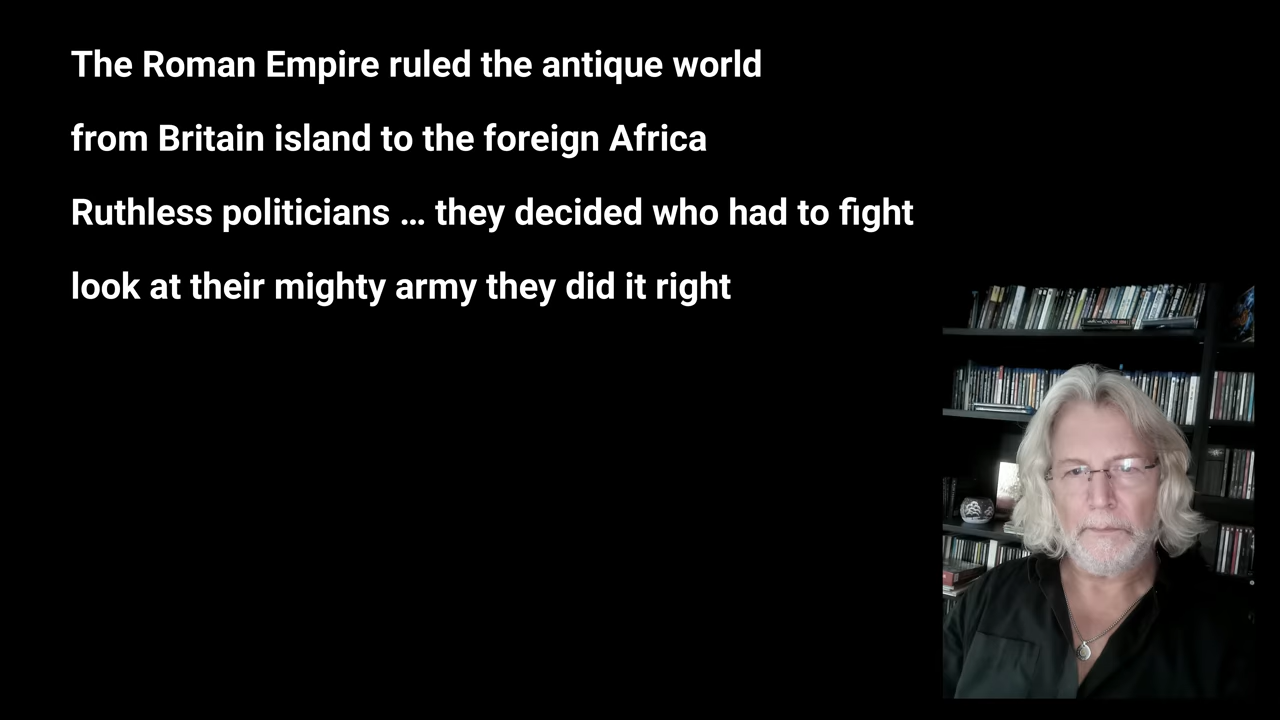 The Roman Empire ruled the antique world
from Britain island to the foreign Africa
Ruthless politicians … they decided who had to fight
look at their mighty army they did it right